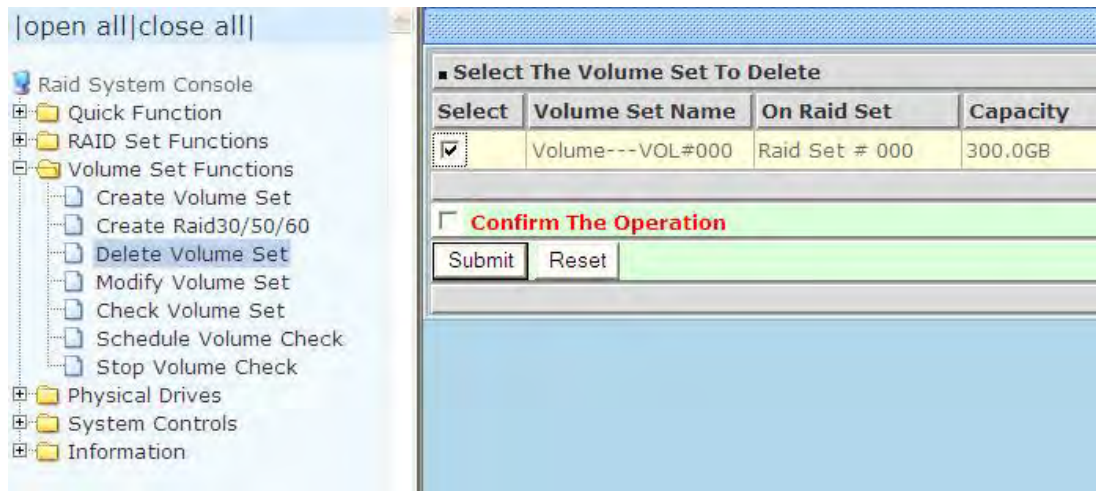 |open all|close all|
Raid System Console
Quick Function
RAID Set Functions
Volume Set Functions
Create Volume Set
Create Raid30/50/60
Delete Volume Set
Modify Volume Set
Check Volume Set
Schedule Volume Check
Stop Volume Check
Physical Drives
System Controls
Information
Select The Volume Set To Delete
Select Volume Set Name On Raid Set Capacity
Volume---VOL#000 Raid Set # 000 300.0GB
Confirm The Operation
Submit Reset